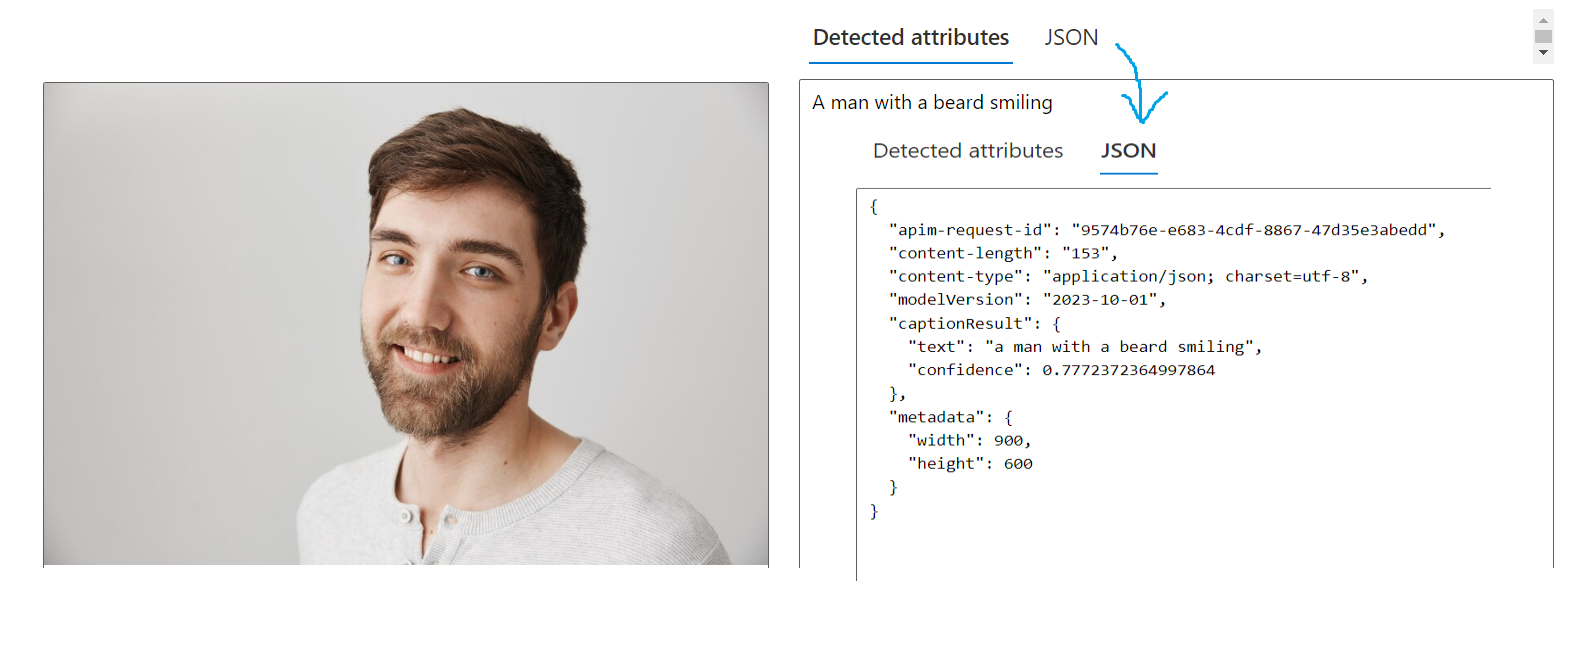 Detected attributes JSON
A man with a beard smiling
Detected attributes JSON
{
"apim-request-id": "9574b76e-e683-4cdf-8867-47d35e3abedd",
"content-length": "153",
"content-type": "application/json; charset=utf-8",
"modelVersion": "2023-10-01",
"captionResult": {
"text": "a man with a beard smiling",
"confidence": 0.7772372364997864
},
"metadata": {
"width": 900,
"height": 600
}
}